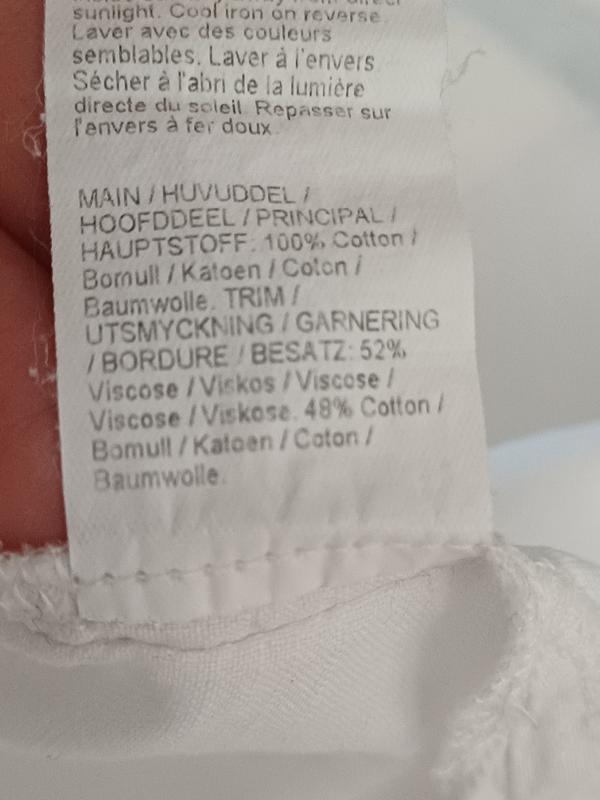 sunlight. Cool iron on reverse.
Laver avec des couleurs
semblables. Laver à l'envers.
Sécher à l'abri de la lumière
directe du soleil. Repasser sur
l'envers à fer doux.
MAIN / HUVUDDEL /
HOOFDDEEL / PRINCIPAL /
HAUPTSTOFF: 100% Cotton /
Bomull / Katoen / Coton /
Baumwolle. TRIM /
UTSMYCKNING / GARNERING
/ BORDURE / BESATZ: 52%
Viscose / Viskos / Viscose /
Viscose / Viskose. 48% Cotton /
Bomull / Katoen / Coton /
Baumwolle.